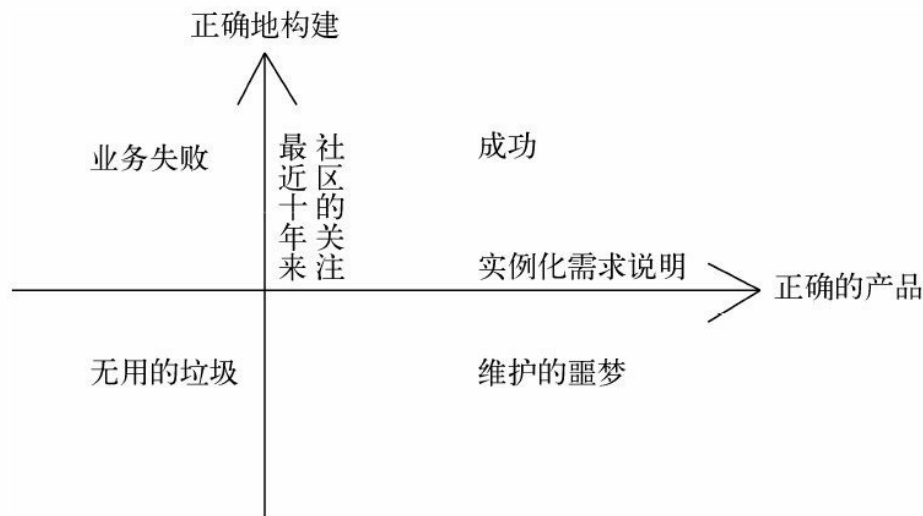 正确地构建
业务失败
最近十年来
社区的关注
成功
实例化需求说明
正确的产品
无用的垃圾
维护的噩梦